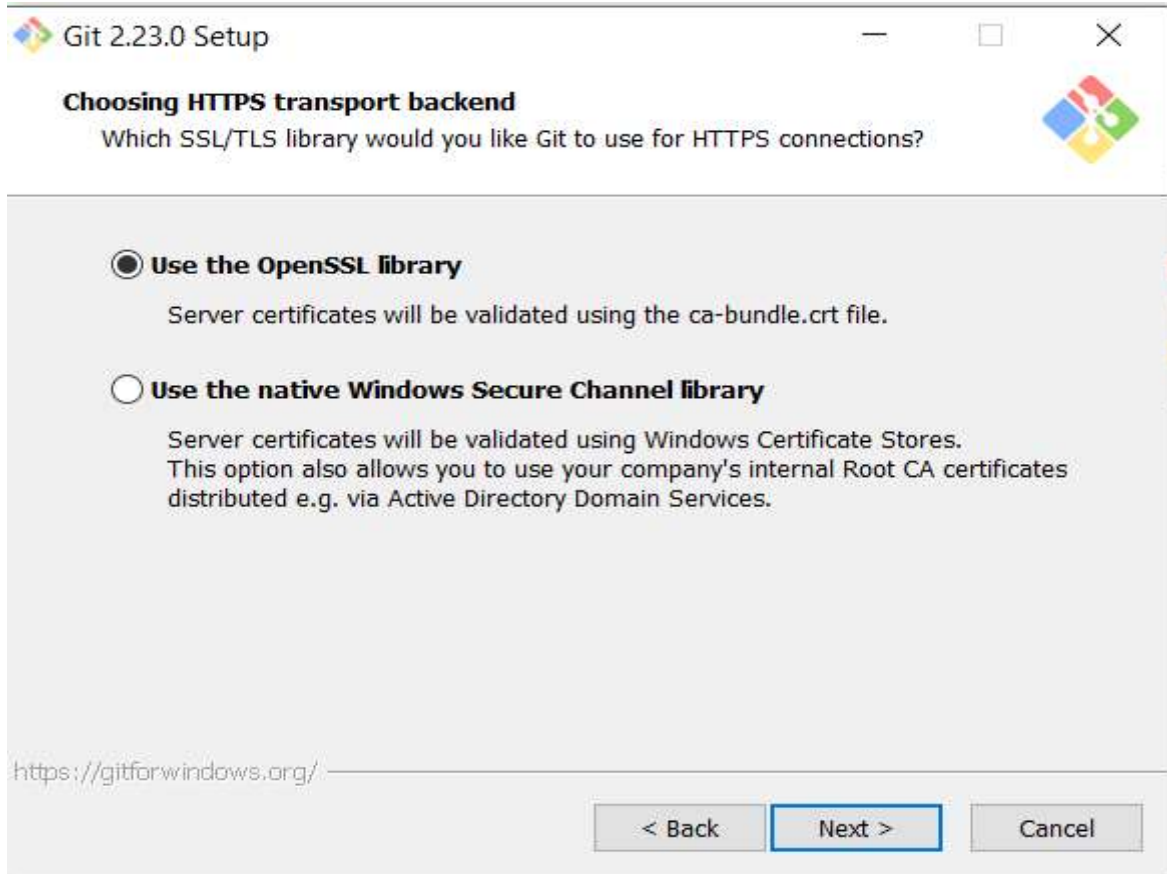 Git 2.23.0 Setup
Choosing HTTPS transport backend
Which SSL/TLS library would you like Git to use for HTTPS connections?
Use the OpenSSL library
Server certificates will be validated using the ca-bundle.crt file.
Use the native Windows Secure Channel library
Server certificates will be validated using Windows Certificate Stores.
This option also allows you to use your company's internal Root CA certificates
distributed e.g. via Active Directory Domain Services.
https://gitforwindows.org/
< Back Next > Cancel